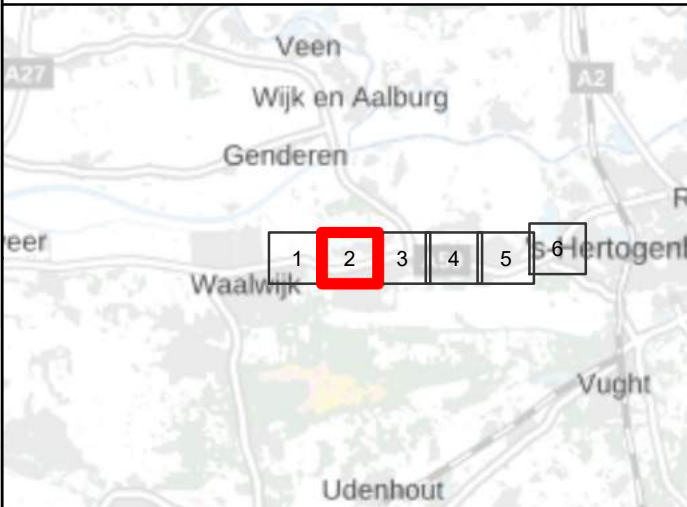 Veen
A27
A2
Wijk en Aalburg
Genderen
R
eer
1
2
3
4
5
6
's-Hertogenb
Waalwijk
Vught
Udenhout